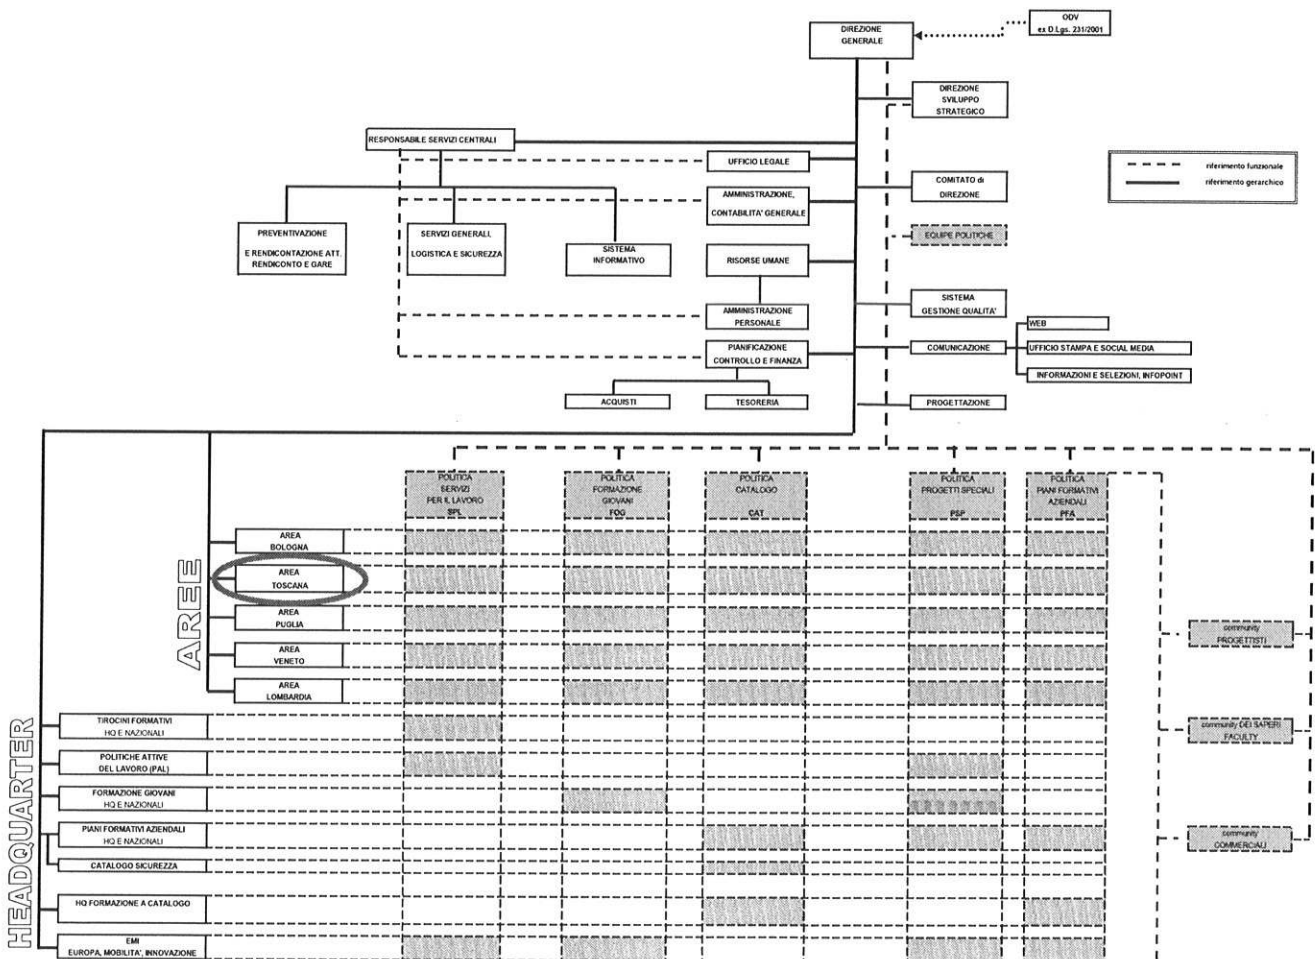 ODV
ex D.Lgs. 231/2001
DIREZIONE
GENERALE
DIREZIONE
SVILUPPO
STRATEGICO
RESPONSABILE SERVIZI CENTRALI
UFFICIO LEGALE
riferimento funzionale
riferimento gerarchico
COMITATO di
DIREZIONE
AMMINISTRAZIONE,
CONTABILITA' GENERALE
PREVENTIVAZIONE
E RENDICONTAZIONE ATT.
RENDICONTO E GARE
SERVIZI GENERALI,
LOGISTICA E SICUREZZA
SISTEMA
INFORMATIVO
EQUIPE POLITICHE
RISORSE UMANE
SISTEMA
GESTIONE QUALITA'
AMMINISTRAZIONE
PERSONALE
WEB
PIANIFICAZIONE
CONTROLLO E FINANZA
COMUNICAZIONE
UFFICIO STAMPA E SOCIAL MEDIA
INFORMAZIONI E SELEZIONI, INFOPOINT
ACQUISTI
TESORERIA
PROGETTAZIONE
POLITICA
SERVIZI
PER IL LAVORO
SPL
POLITICA
FORMAZIONE
GIOVANI
FOG
POLITICA
CATALOGO
CAT
POLITICA
PROGETTI SPECIALI
PSP
POLITICA
PIANI FORMATIVI
AZIENDALI
PFA
AREE
AREA
BOLOGNA
AREA
TOSCANA
AREA
PUGLIA
AREA
VENETO
AREA
LOMBARDIA
community
PROGETTISTI
community DEI SAPERI
FACULTY
community
COMMERCIALI
HEADQUARTER
TIROCINI FORMATIVI
HQ E NAZIONALI
POLITICHE ATTIVE
DEL LAVORO (PAL)
FORMAZIONE GIOVANI
HQ E NAZIONALI
PIANI FORMATIVI AZIENDALI
HQ E NAZIONALI
CATALOGO SICUREZZA
HQ FORMAZIONE A CATALOGO
EMI
EUROPA, MOBILITA', INNOVAZIONE